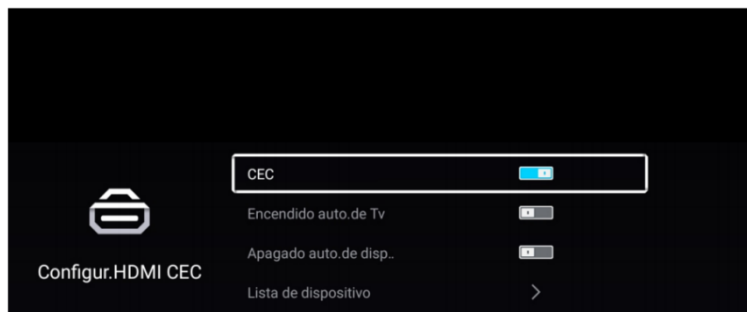 CEC
Encendido auto.de Tv
Apagado auto.de disp..
Configur.HDMI CEC
Lista de dispositivo